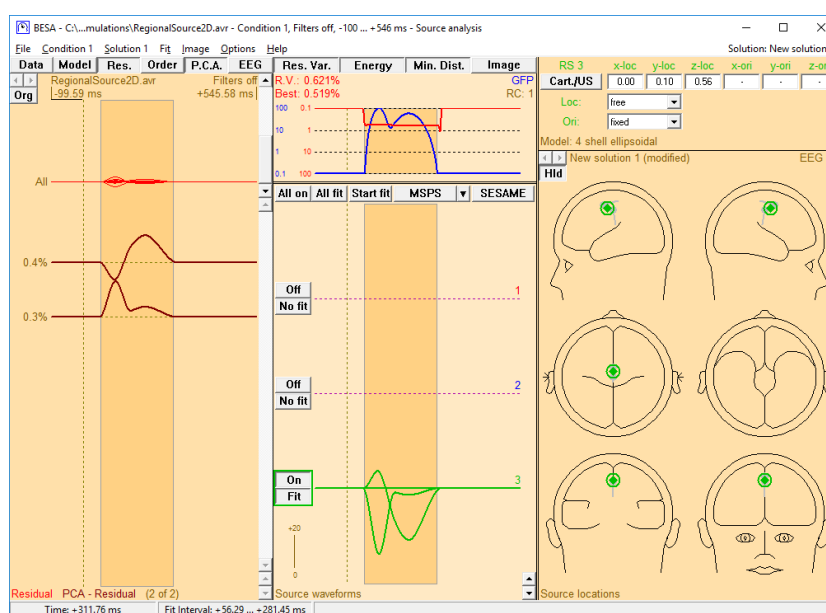 BESA - C:\...mulations\RegionalSource2D.avr - Condition 1, Filters off, -100 ... +546 ms - Source analysis
File Condition 1 Solution 1 Fit Image Options Help Solution: New solution
Data Model Res. Order P.C.A. EEG Res. Var. Energy Min. Dist. Image RS 3 x-loc y-loc z-loc x-ori y-ori z-or
RegionalSource2D.avr Filters off R.V.: 0.621% GFP Cart./US 0.00 0.10 0.56 - - -
Org -99.59 ms +545.58 ms Best: 0.519% RC: 1
Loc: free
100 0.1
Ori: fixed
10 1
Model: 4 shell ellipsoidal
1 10
New solution 1 (modified) EEG
0.1 100
Hld
All
All on All fit Start fit MSPS SESAME
0.4%
Off 1
No fit
0.3%
Off 2
No fit
On 3
Fit
+20
0
Residual PCA - Residual (2 of 2) Source waveforms Source locations
Time: +311.76 ms Fit Interval: +56.29 ... +281.45 ms